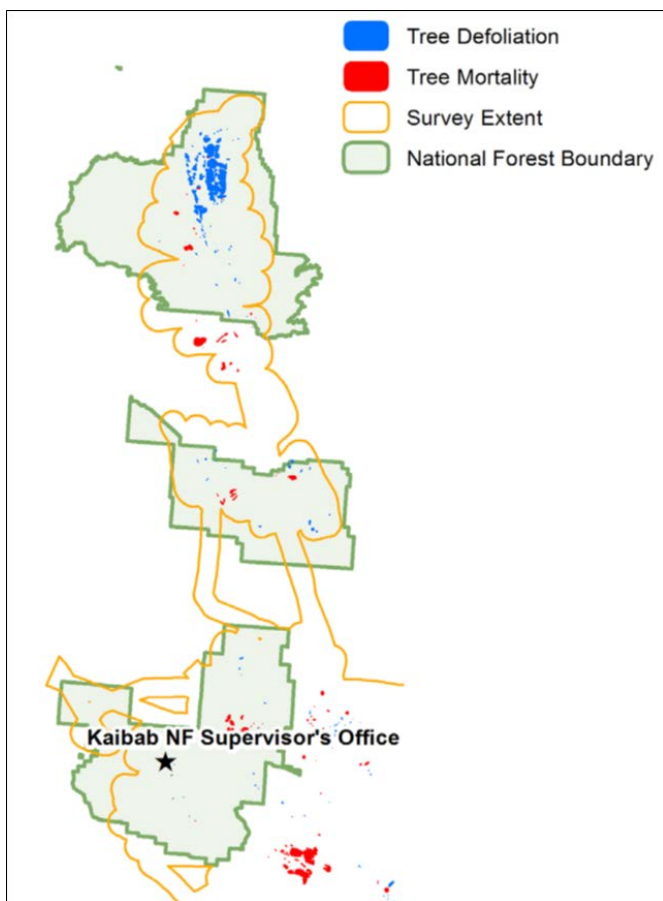 Tree Defoliation
Tree Mortality
Survey Extent
National Forest Boundary
Kaibab NF Supervisor's Office